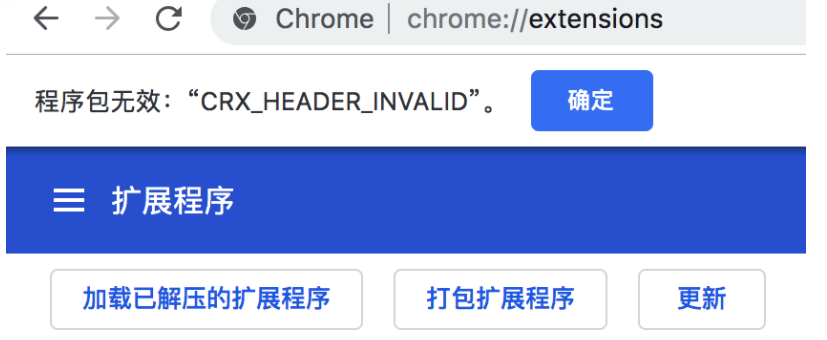 Chrome | chrome://extensions
程序包无效：“CRX_HEADER_INVALID”。 确定
扩展程序
加载已解压的扩展程序 打包扩展程序 更新